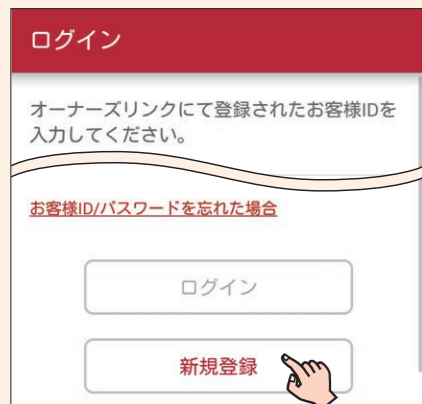 ログイン
オーナーズリンクにて登録されたお客様IDを
入力してください。
お客様ID/パスワードを忘れた場合
ログイン
新規登録